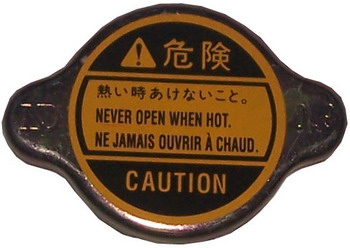 危険
熱い時あけないこと。
NEVER OPEN WHEN HOT.
NE JAMAIS OUVRIR À CHAUD.
CAUTION